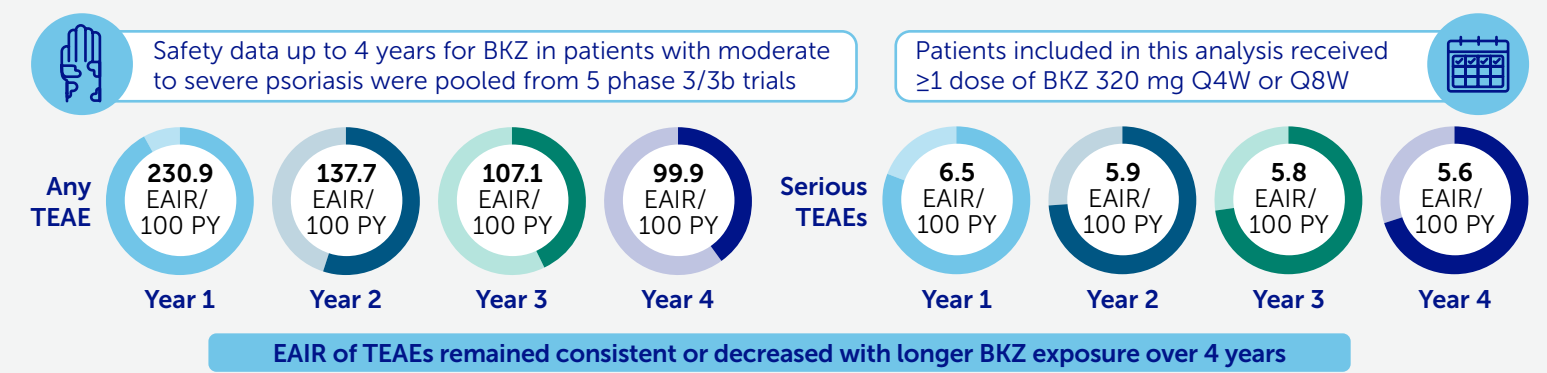 Safety data up to 4 years for BKZ in patients with moderate
to severe psoriasis were pooled from 5 phase 3/3b trials
Patients included in this analysis received
≥1 dose of BKZ 320 mg Q4W or Q8W
Any
TEAE
230.9
EAIR/
100 PY
Year 1
137.7
EAIR/
100 PY
Year 2
107.1
EAIR/
100 PY
Year 3
99.9
EAIR/
100 PY
Year 4
Serious
TEAEs
6.5
EAIR/
100 PY
Year 1
5.9
EAIR/
100 PY
Year 2
5.8
EAIR/
100 PY
Year 3
5.6
EAIR/
100 PY
Year 4
EAIR of TEAEs remained consistent or decreased with longer BKZ exposure over 4 years